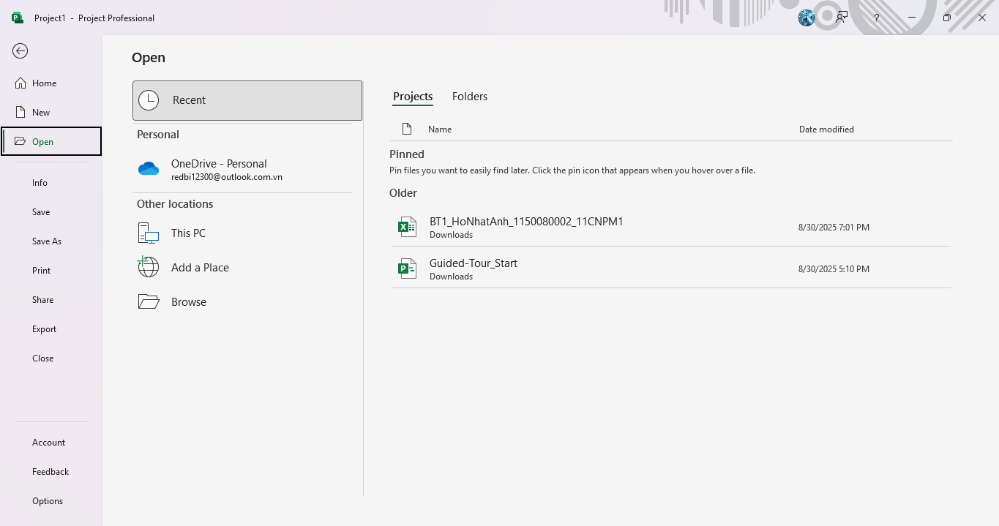 Project1 - Project Professional
?
Home
New
Open
Info
Save
Save As
Print
Share
Export
Close
Account
Feedback
Options
Open
Recent
Personal
OneDrive - Personal
redbi12300@outlook.com.vn
Other locations
This PC
Add a Place
Browse
Projects Folders
Name Date modified
Pinned
Pin files you want to easily find later. Click the pin icon that appears when you hover over a file.
Older
BT1_HoNhatAnh_1150080002_11CNPM1
Downloads
8/30/2025 7:01 PM
Guided-Tour_Start
Downloads
8/30/2025 5:10 PM